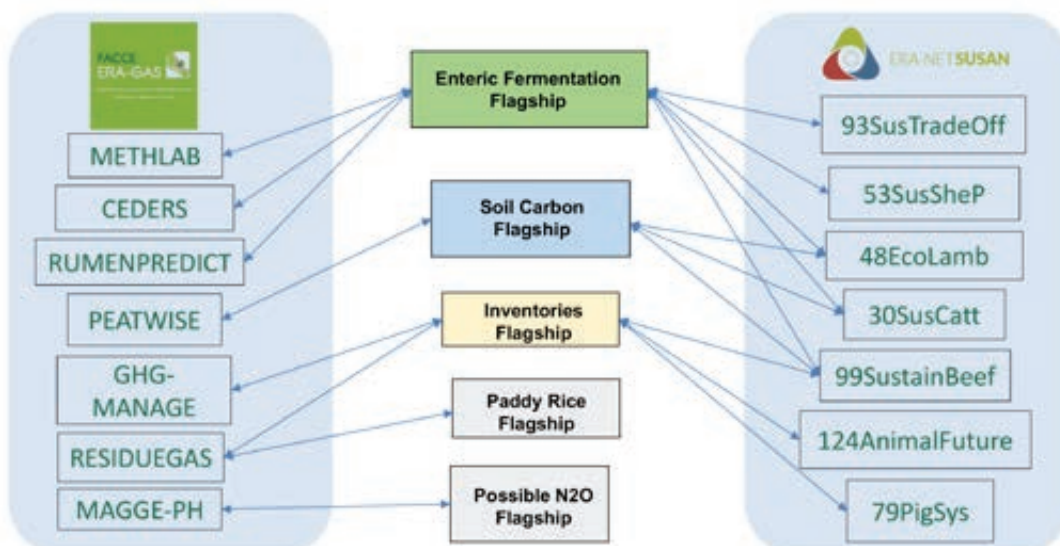 FACCE
ERA-GAS
METHLAB
CEDERS
RUMENPREDICT
PEATWISE
GHG-
MANAGE
RESIDUEGAS
MAGGE-PH
Enteric Fermentation
Flagship
Soil Carbon
Flagship
Inventories
Flagship
Paddy Rice
Flagship
Possible N2O
Flagship
ERA-NET SUSAN
93SusTradeOff
53SusSheP
48EcoLamb
30SusCatt
99SustainBeef
124AnimalFuture
79PigSys